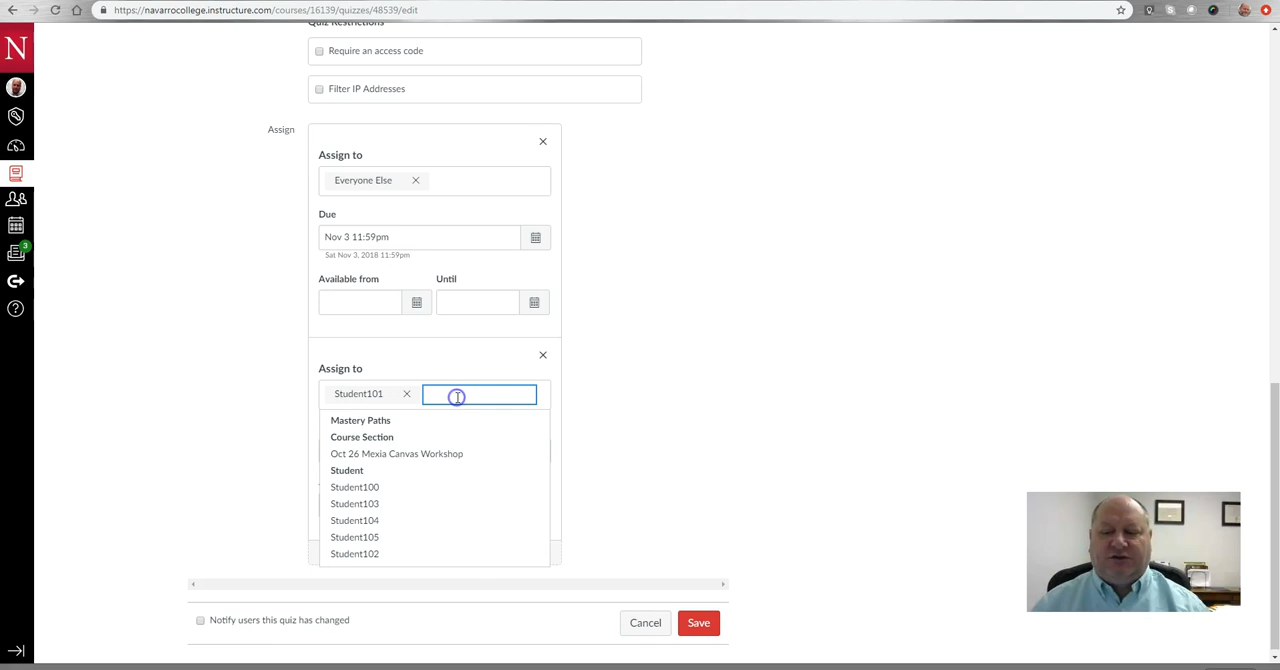 https://navarrocollege.instructure.com/courses/16139/quizzes/48539/edit
N
Quiz Restrictions
Require an access code
Filter IP Addresses
Assign
Assign to
Everyone Else
Due
Nov 3 11:59pm
Sat Nov 3, 2018 11:59pm
Available from Until
3
Assign to
Student101
Mastery Paths
Course Section
Oct 26 Mexia Canvas Workshop
Student
Student100
Student103
Student104
Student105
Student102
Notify users this quiz has changed
Cancel Save